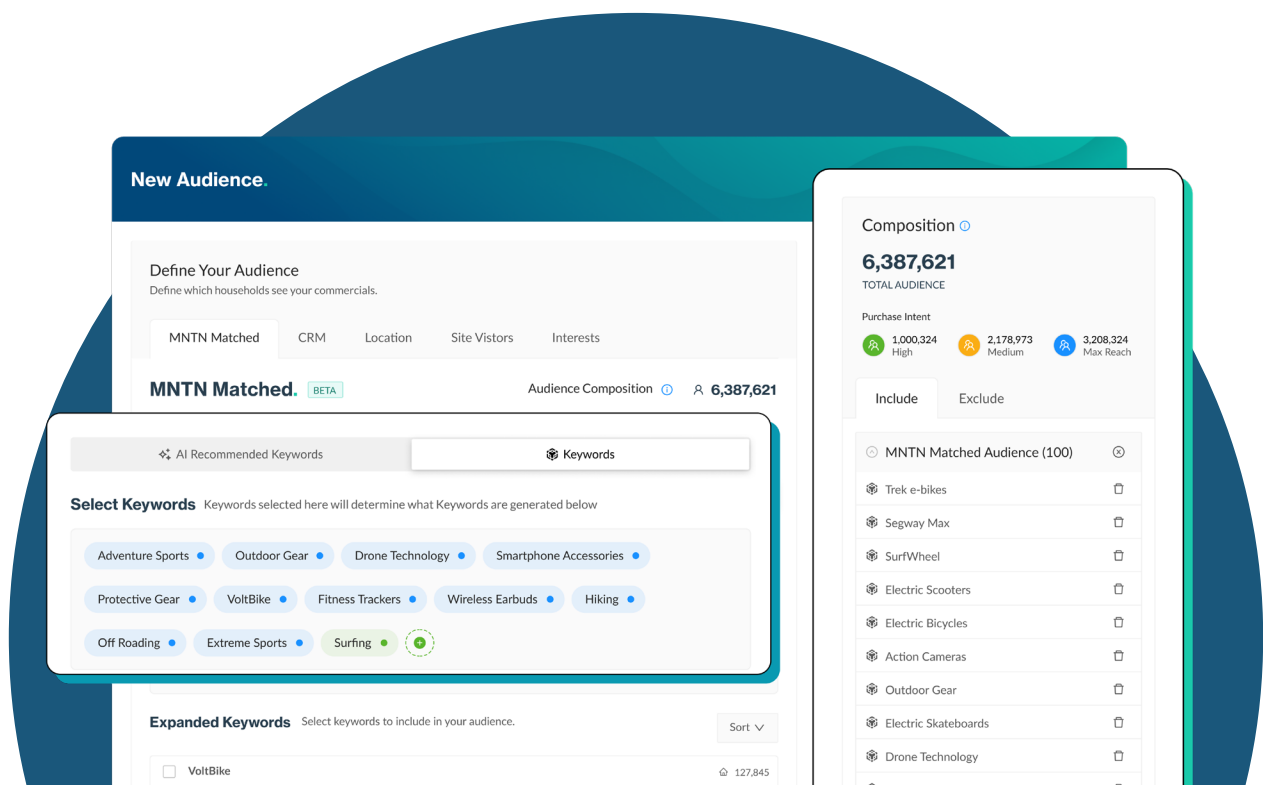 New Audience.
Define Your Audience
Define which households see your commercials.
MNTN Matched CRM Location Site Vistors Interests
MNTN Matched. BETA Audience Composition 6,387,621
AI Recommended Keywords Keywords
Select Keywords Keywords selected here will determine what Keywords are generated below
Adventure Sports Outdoor Gear Drone Technology Smartphone Accessories
Protective Gear VoltBike Fitness Trackers Wireless Earbuds Hiking
Off Roading Extreme Sports Surfing
Expanded Keywords Select keywords to include in your audience.
Sort
VoltBike 127,845
Composition
6,387,621
TOTAL AUDIENCE
Purchase Intent
1,000,324 2,178,973 3,208,324
High Medium Max Reach
Include Exclude
MNTN Matched Audience (100)
Trek e-bikes
Segway Max
SurfWheel
Electric Scooters
Electric Bicycles
Action Cameras
Outdoor Gear
Electric Skateboards
Drone Technology